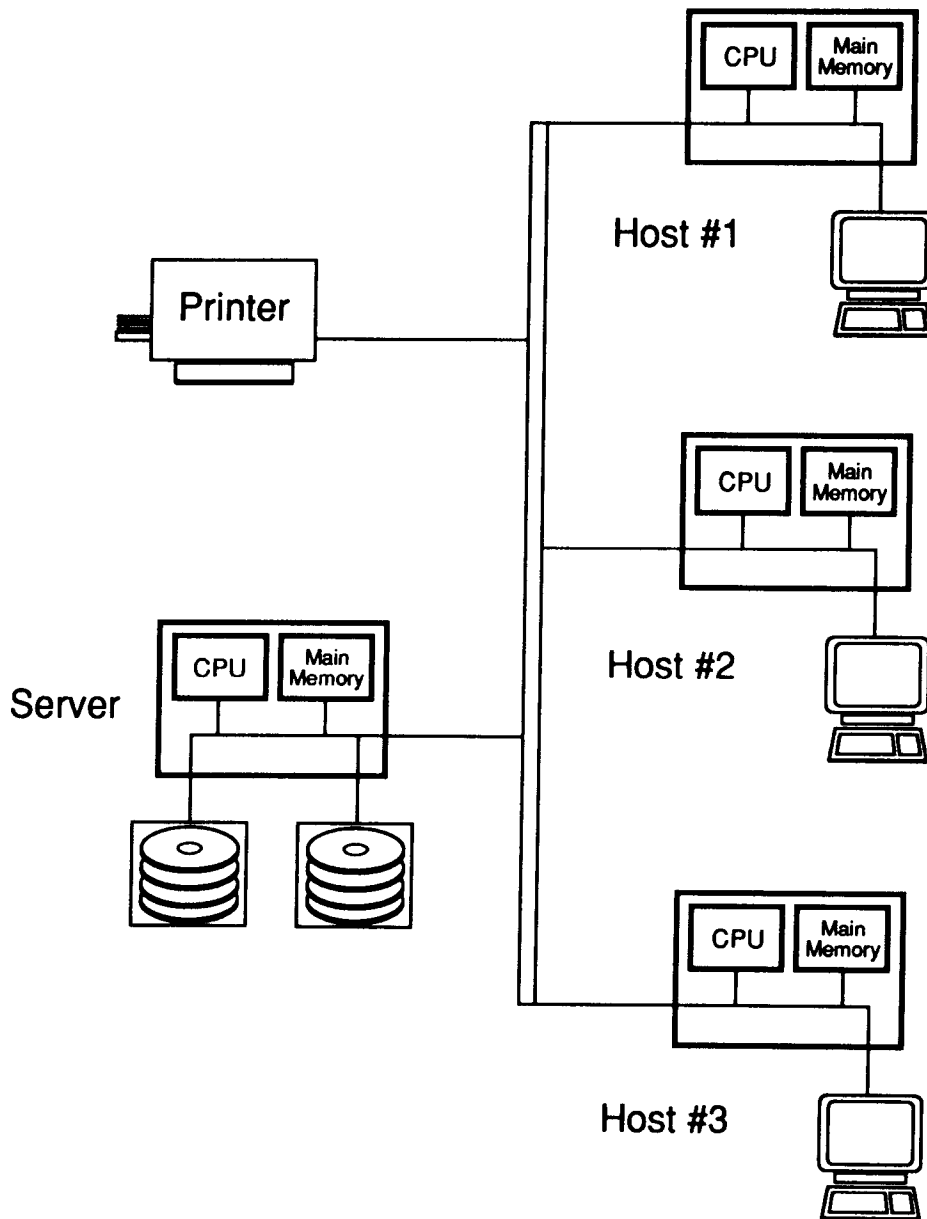 CPU
Main
Memory
Host #1
Printer
CPU
Main
Memory
Host #2
Server
CPU
Main
Memory
CPU
Main
Memory
Host #3